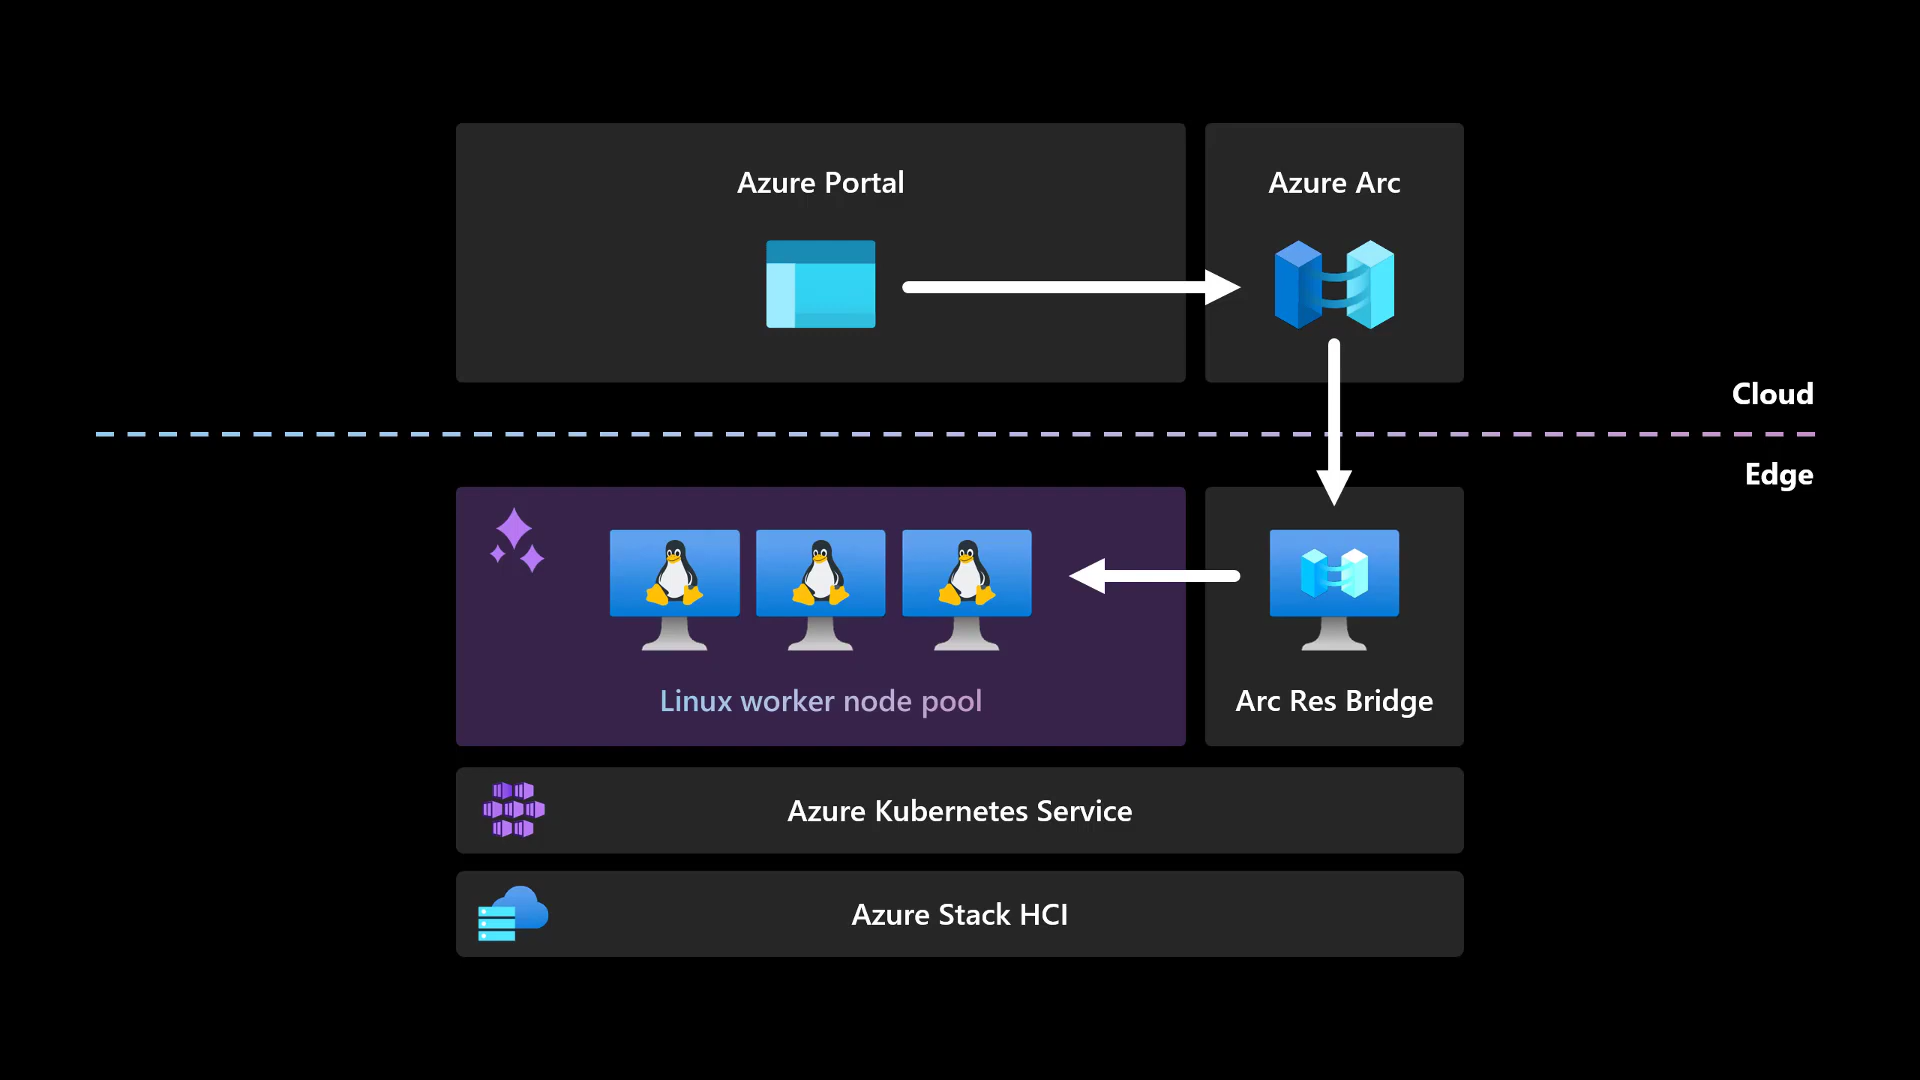 Azure Portal
Azure Arc
Cloud
Edge
Linux worker node pool
Arc Res Bridge
Azure Kubernetes Service
Azure Stack HCI